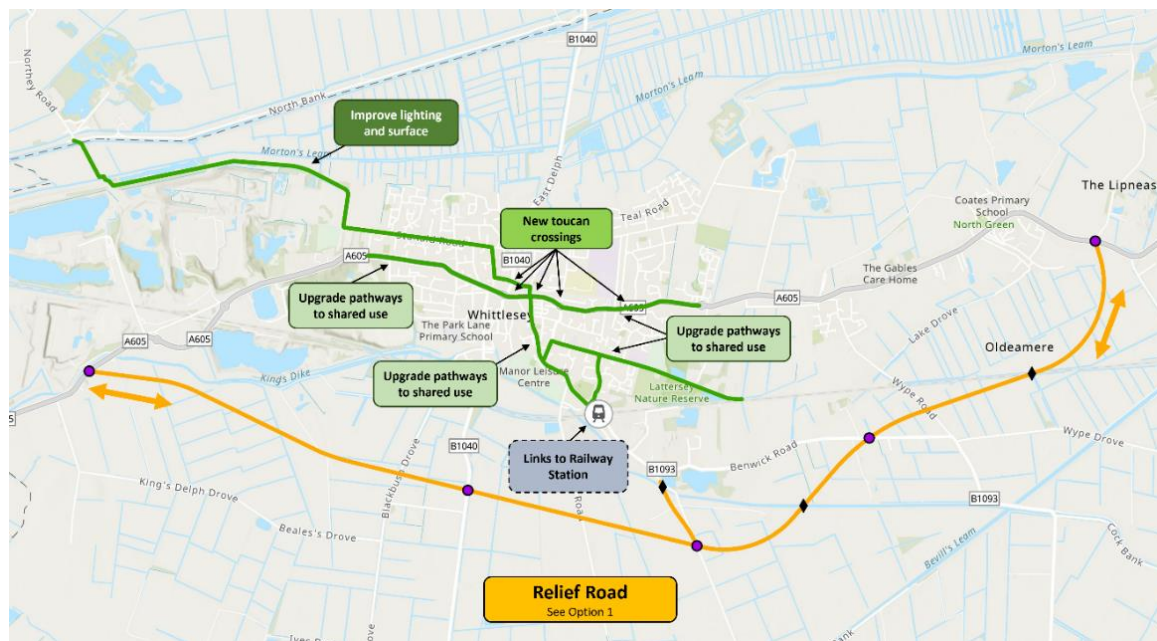 B1040
Morton's Leam
Northey Road
North Bank
Improve lighting
and surface
Morton's Leam
Morton's Leam
East Delph
The Lipneas
Coates Primary
School
North Green
Teal Road
New toucan
crossings
B1040
A605
The Gables
Care Home
A605
A605
Upgrade pathways
to shared use
Whittlesey
The Park Lane
Primary School
Upgrade pathways
to shared use
Lake Drove
Oldeamere
A605
A605
King's Dike
Upgrade pathways
to shared use
Manor Leisure
Centre
Lattersey
Nature Reserve
Wype Road
Wype Drove
Links to Railway
Station
B1040
B1093
Benwick Road
B1093
King's Delph Drove
Blackbush Drove
Road
Beales's Drove
Bevill's Leam
Cock Bank
Relief Road
See Option 1